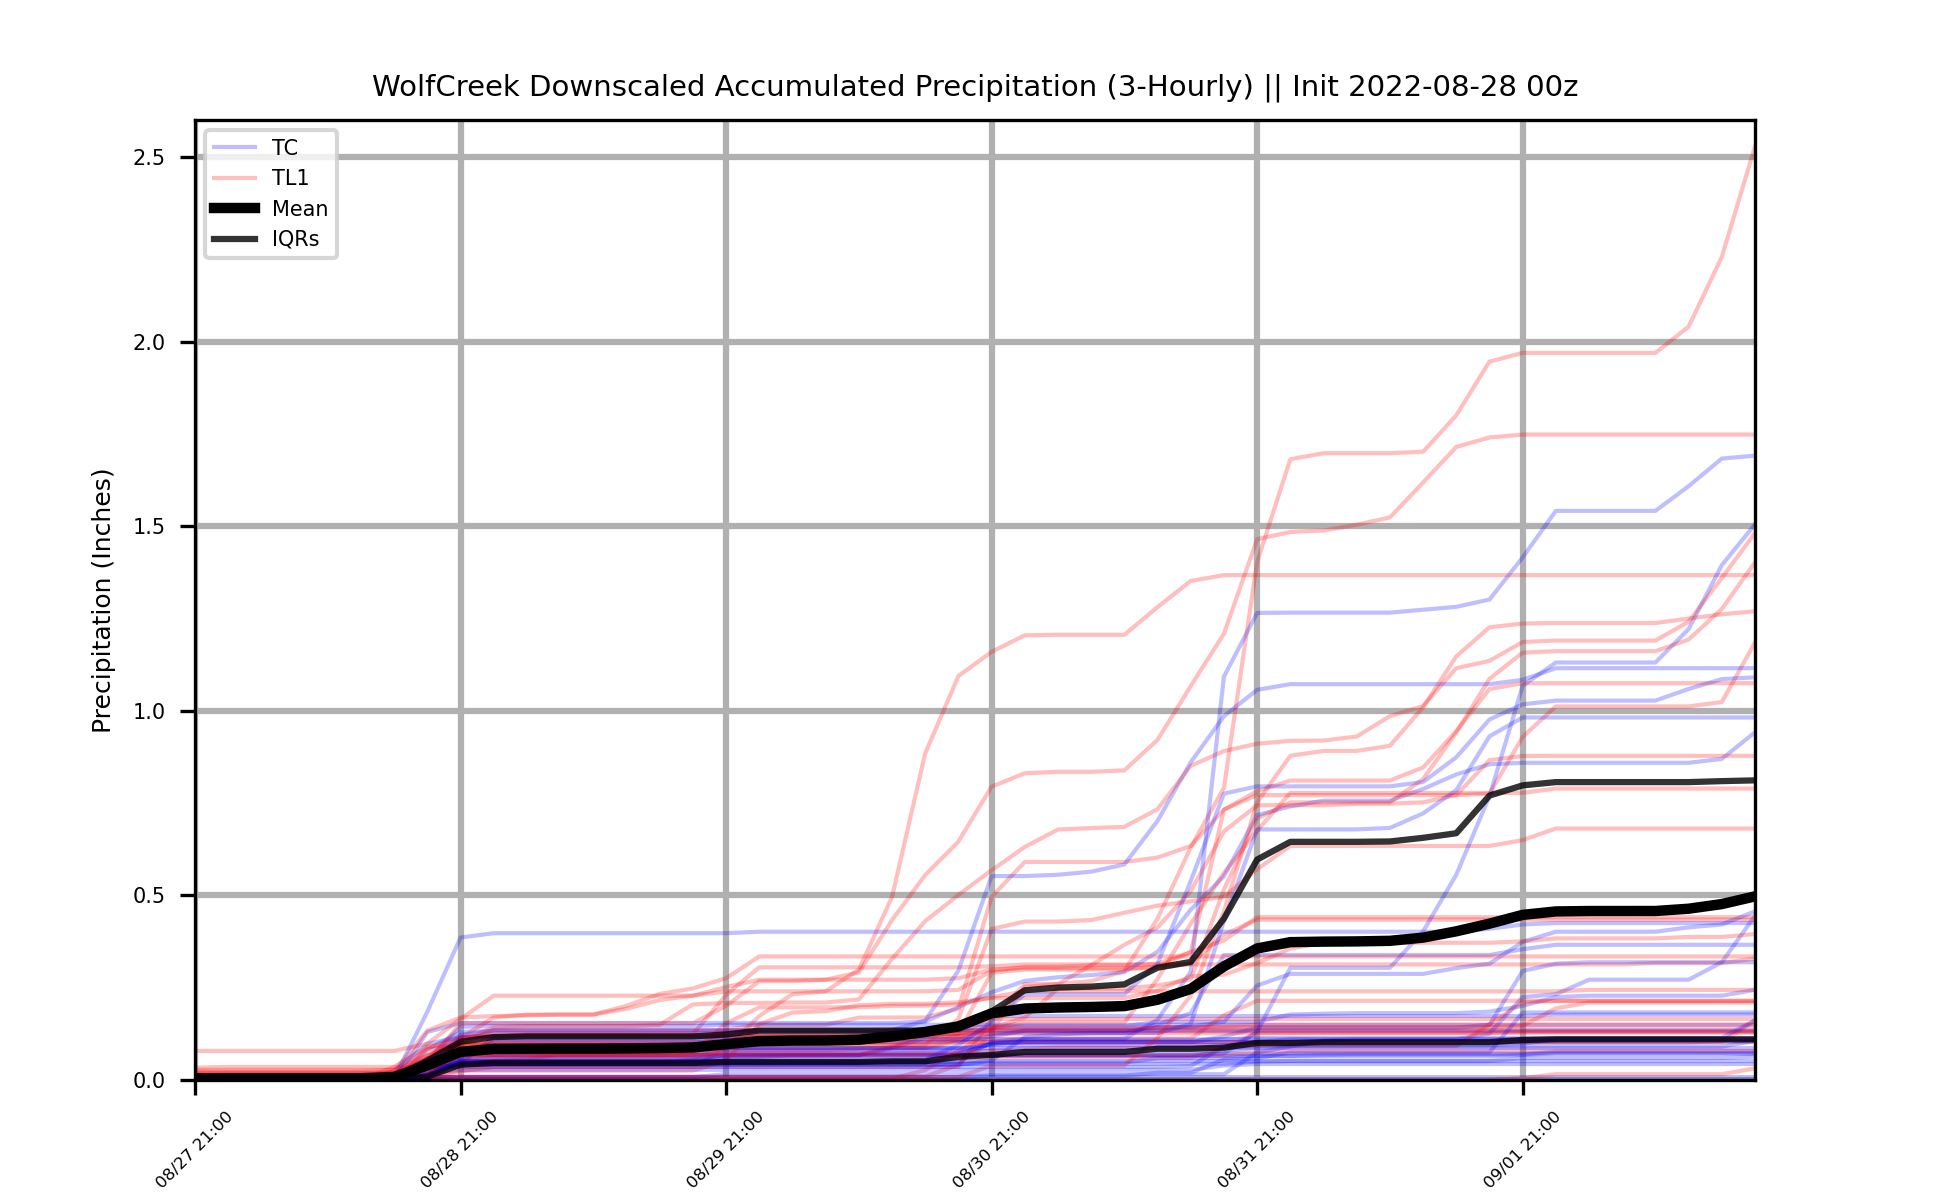 WolfCreek Downscaled Accumulated Precipitation (3-Hourly) || Init 2022-08-28 00z
TC
TL1
Mean
IQRs
Precipitation (Inches)
2.5
2.0
1.5
1.0
0.5
0.0
08/27 21:00
08/28 21:00
08/29 21:00
08/30 21:00
08/31 21:00
09/01 21:00